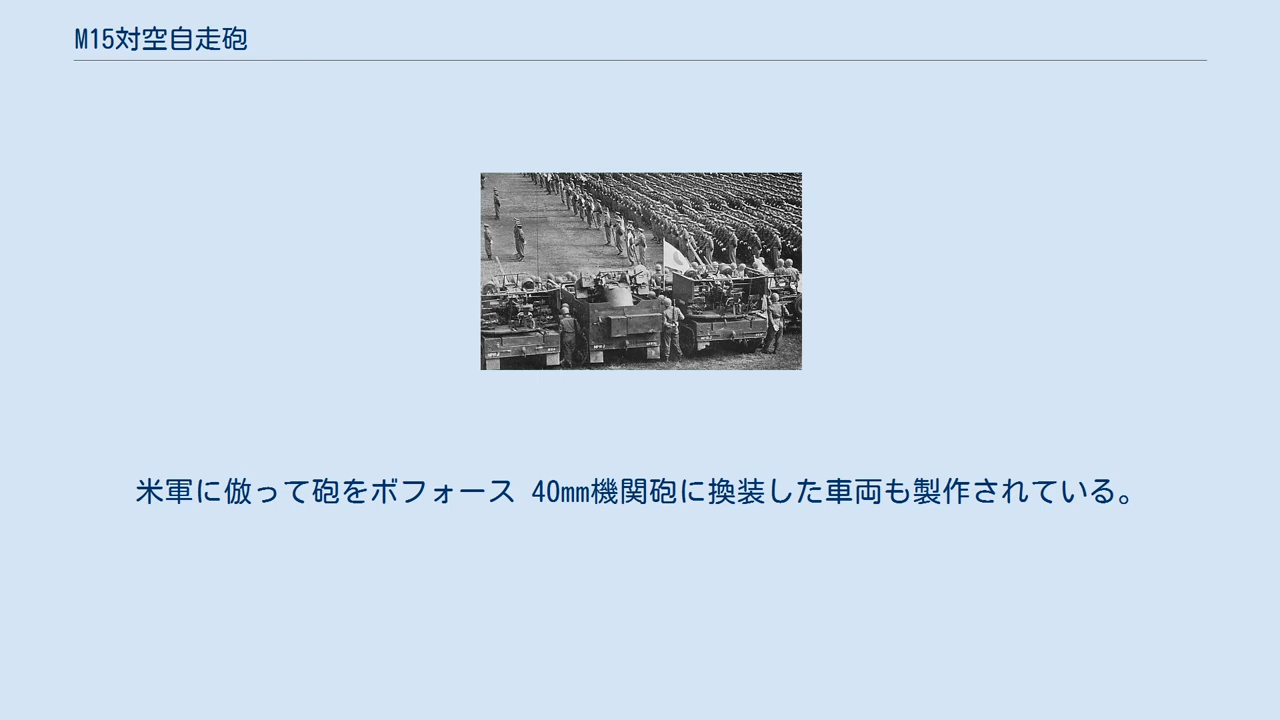 M15対空自走砲
米軍に倣って砲をボフォース 40mm機関砲に換装した車両も製作されている。